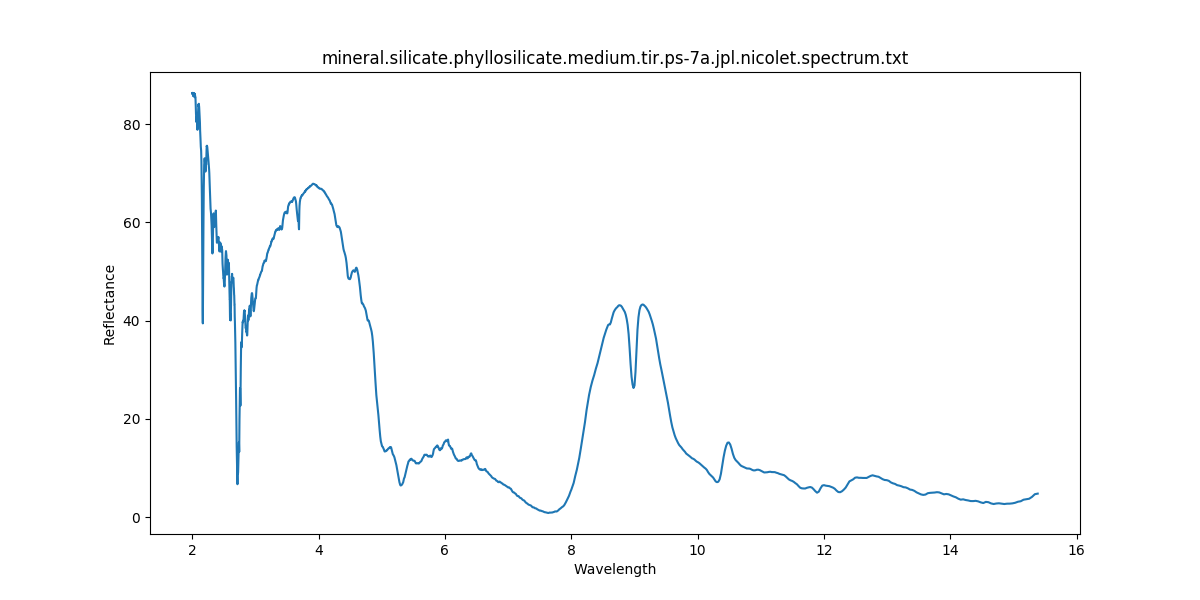 mineral.silicate.phyllosilicate.medium.tir.ps-7a.jpl.nicolet.spectrum.txt
80
60
40
20
0
Reflectance
2 4 6 8 10 12 14 16
Wavelength